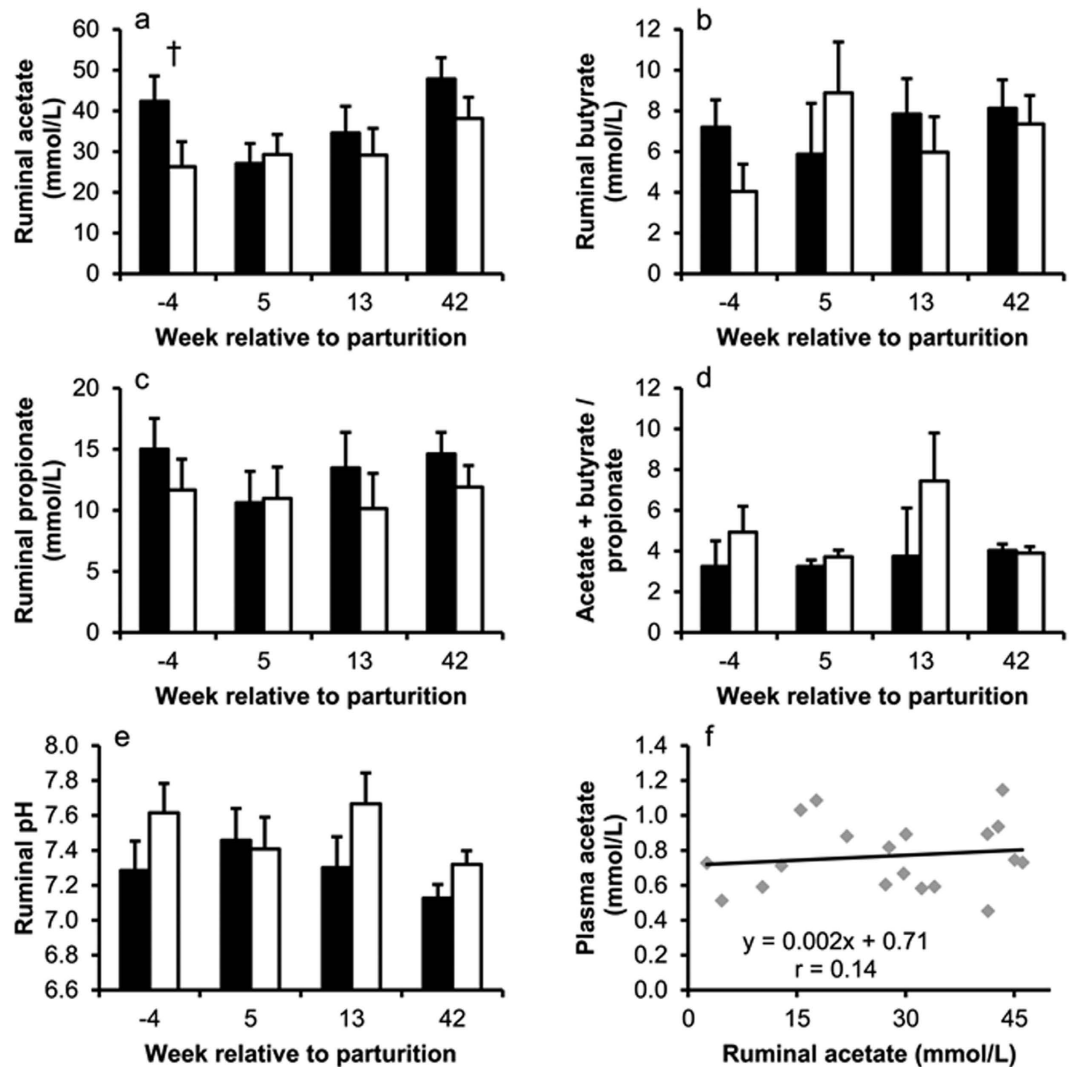 a
Ruminal acetate
(mmol/L)
60
50
40
30
20
10
0
†
-4 5 13 42
Week relative to parturition
b
Ruminal butyrate
(mmol/L)
12
10
8
6
4
2
0
-4 5 13 42
Week relative to parturition
c
Ruminal propionate
(mmol/L)
20
15
10
5
0
-4 5 13 42
Week relative to parturition
d
Acetate + butyrate /
propionate
12
10
8
6
4
2
0
-4 5 13 42
Week relative to parturition
e
Ruminal pH
8.0
7.8
7.6
7.4
7.2
7.0
6.8
6.6
-4 5 13 42
Week relative to parturition
f
Plasma acetate
(mmol/L)
1.4
1.2
1.0
0.8
0.6
0.4
0.2
0.0
y = 0.002x + 0.71
r = 0.14
0 15 30 45
Ruminal acetate (mmol/L)